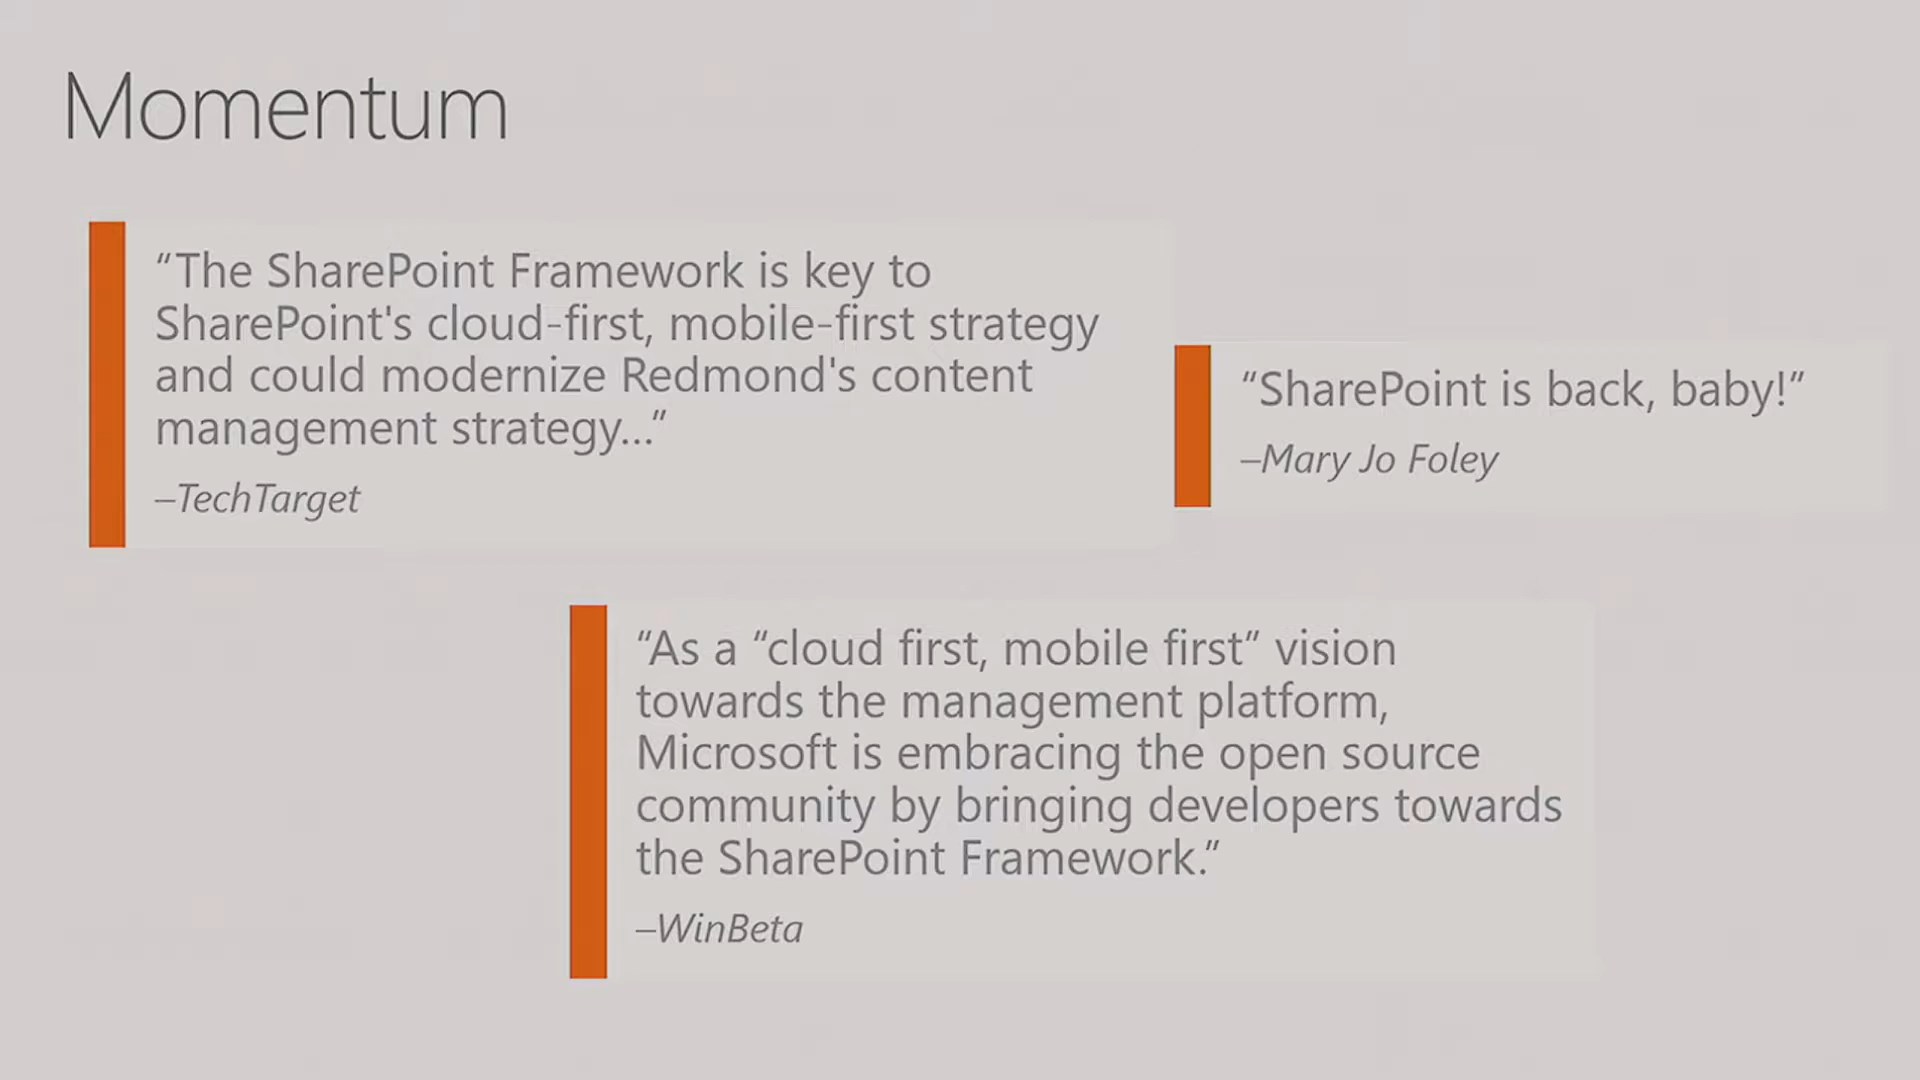 Momentum
“The SharePoint Framework is key to
SharePoint's cloud-first, mobile-first strategy
and could modernize Redmond's content
management strategy...”
–TechTarget
“SharePoint is back, baby!”
–Mary Jo Foley
“As a “cloud first, mobile first” vision
towards the management platform,
Microsoft is embracing the open source
community by bringing developers towards
the SharePoint Framework.”
–WinBeta